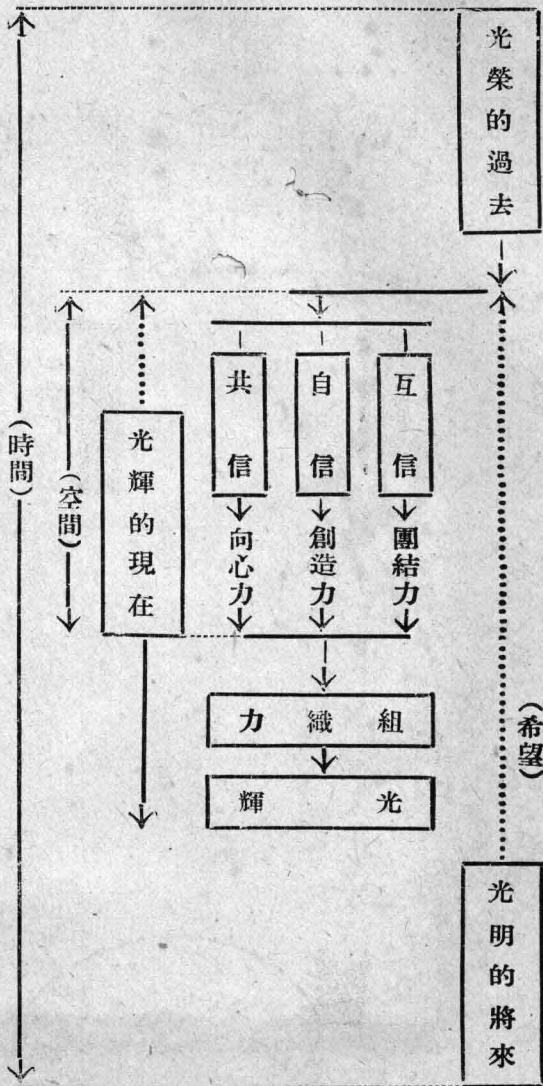 光榮的過去
互信
自信
共信
團結力
創造力
向心力
組織力
光輝
光輝的現在
(空間)
(時間)
(希望)
光明的將來